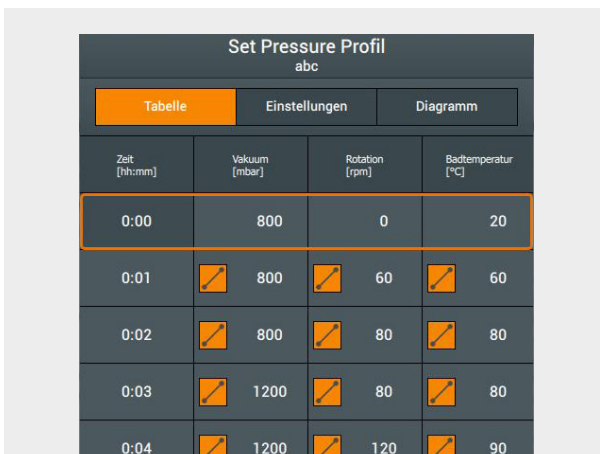 Set Pressure Profil
abc
Tabelle Einstellungen Diagramm
Zeit Vakuum Rotation Badtemperatur
[hh:mm] [mbar] [rpm] [°C]
0:00 800 0 20
0:01 800 60 60
0:02 800 80 80
0:03 1200 80 80
0:04 1200 120 90